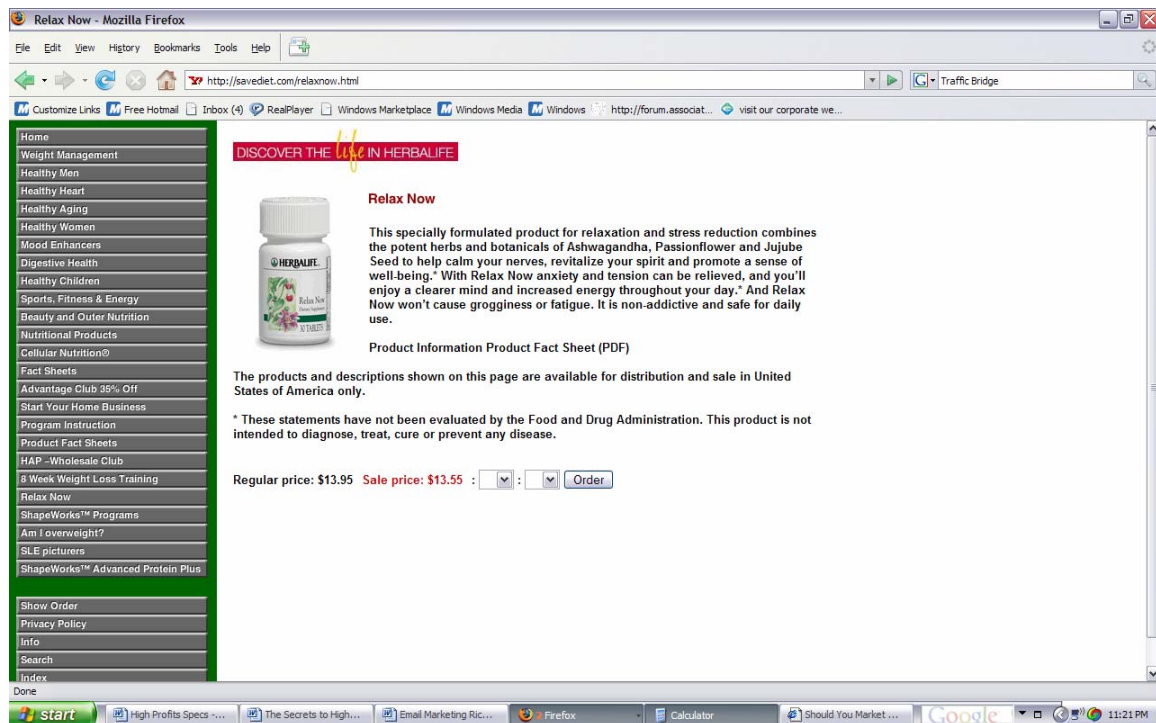 Relax Now - Mozilla Firefox
File Edit View History Bookmarks Tools Help
http://savediet.com/relaxnow.html
Traffic Bridge
Customize Links Free Hotmail Inbox (4) RealPlayer Windows Marketplace Windows Media Windows http://forum.associat... visit our corporate we...
Home
Weight Management
Healthy Men
Healthy Heart
Healthy Aging
Healthy Women
Mood Enhancers
Digestive Health
Healthy Children
Sports, Fitness & Energy
Beauty and Outer Nutrition
Nutritional Products
Cellular Nutrition®
Fact Sheets
Advantage Club 35% Off
Start Your Home Business
Program Instruction
Product Fact Sheets
HAP –Wholesale Club
8 Week Weight Loss Training
Relax Now
ShapeWorks™ Programs
Am I overweight?
SLE picturers
ShapeWorks™ Advanced Protein Plus
Show Order
Privacy Policy
Info
Search
Index
DISCOVER THE life IN HERBALIFE
HERBALIFE.
Relax Now
30 TABLETS
Relax Now
This specially formulated product for relaxation and stress reduction combines
the potent herbs and botanicals of Ashwagandha, Passionflower and Jujube
Seed to help calm your nerves, revitalize your spirit and promote a sense of
well-being.* With Relax Now anxiety and tension can be relieved, and you'll
enjoy a clearer mind and increased energy throughout your day.* And Relax
Now won't cause grogginess or fatigue. It is non-addictive and safe for daily
use.
Product Information Product Fact Sheet (PDF)
The products and descriptions shown on this page are available for distribution and sale in United
States of America only.
* These statements have not been evaluated by the Food and Drug Administration. This product is not
intended to diagnose, treat, cure or prevent any disease.
Regular price: $13.95 Sale price: $13.55 : : Order
Done
start High Profits Specs -... The Secrets to High... Email Marketing Ric... 2 Firefox Calculator Should You Market ... Google 11:21 PM